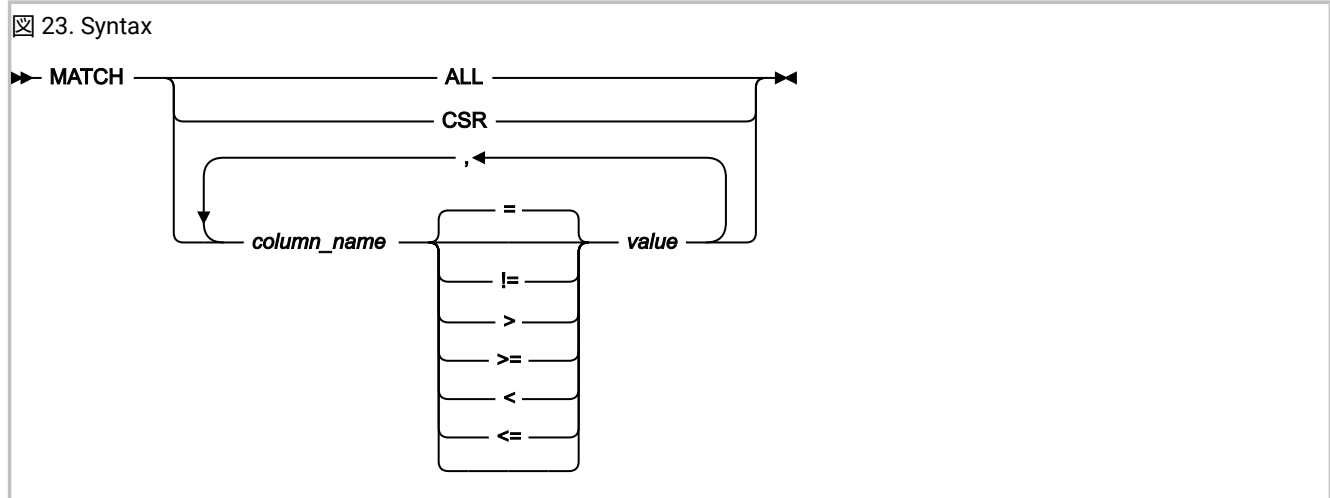 図 23. Syntax
MATCH ALL
CSR
,
=
column_name value
!=
>
>=
<
<=